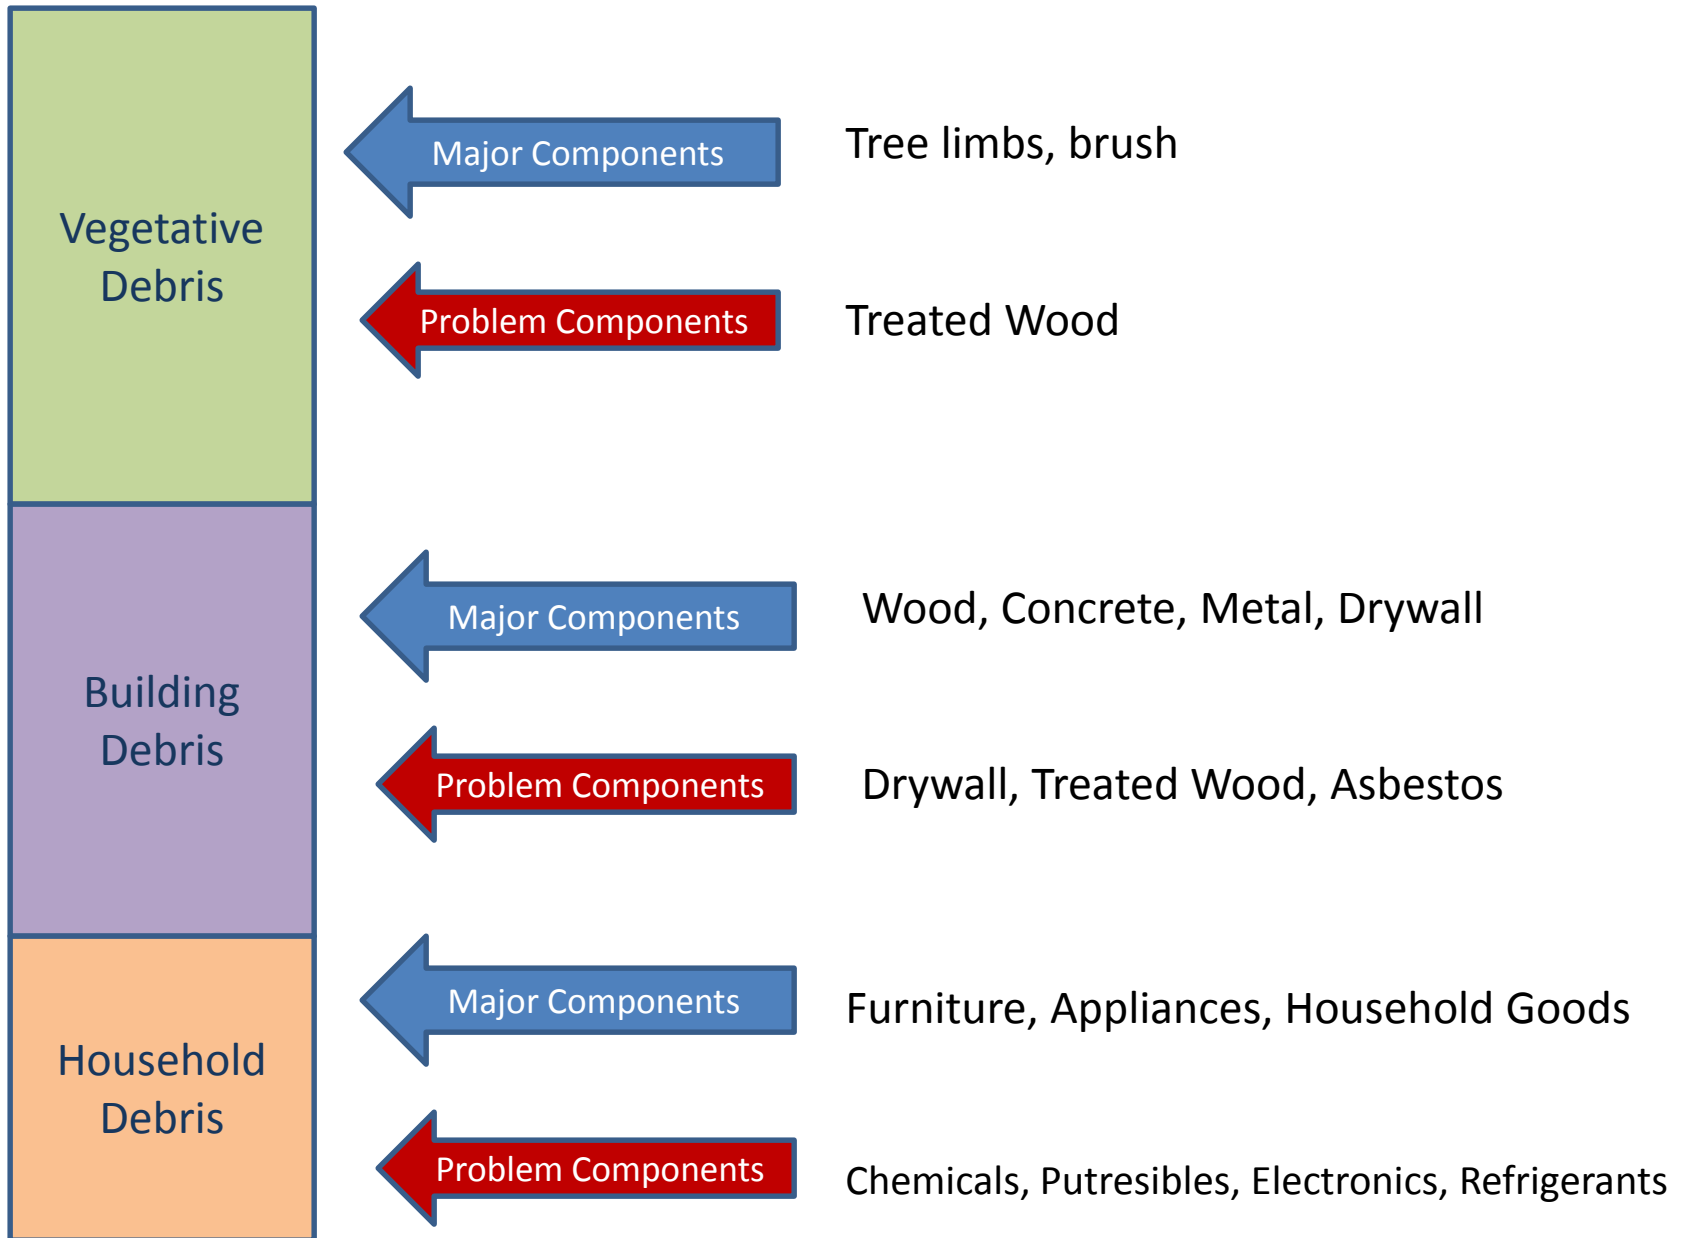 Vegetative
Debris
Major Components
Tree limbs, brush
Problem Components
Treated Wood
Building
Debris
Major Components
Wood, Concrete, Metal, Drywall
Problem Components
Drywall, Treated Wood, Asbestos
Household
Debris
Major Components
Furniture, Appliances, Household Goods
Problem Components
Chemicals, Putresibles, Electronics, Refrigerants